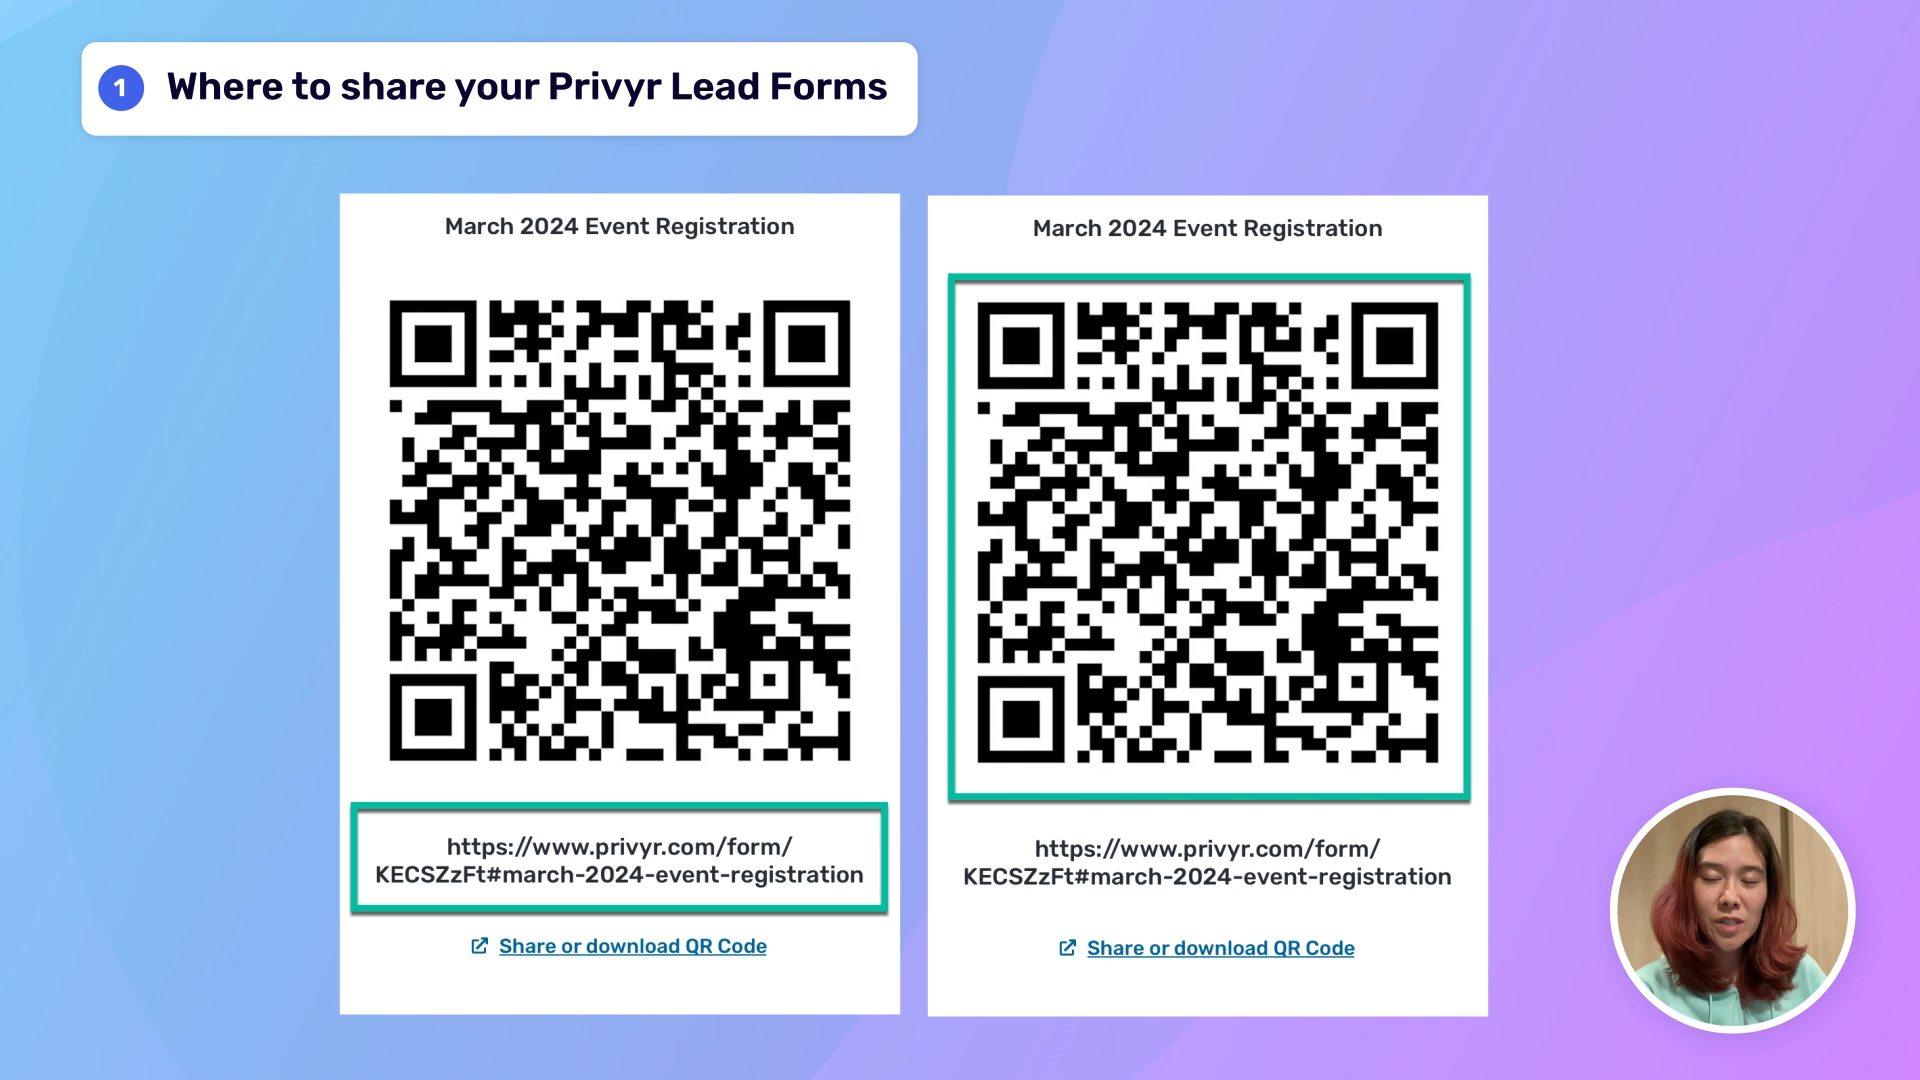 1 Where to share your Privyr Lead Forms
March 2024 Event Registration
https://www.privyr.com/form/
KECSZzFt#march-2024-event-registration
Share or download QR Code
March 2024 Event Registration
https://www.privyr.com/form/
KECSZzFt#march-2024-event-registration
Share or download QR Code